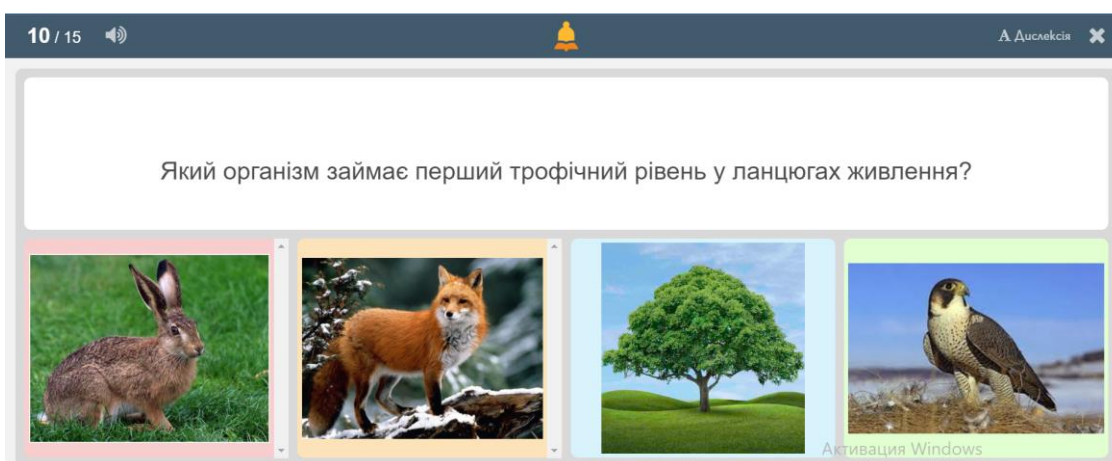 10 / 15
А Дислексія
Який організм займає перший трофічний рівень у ланцюгах живлення?
Активация Windows